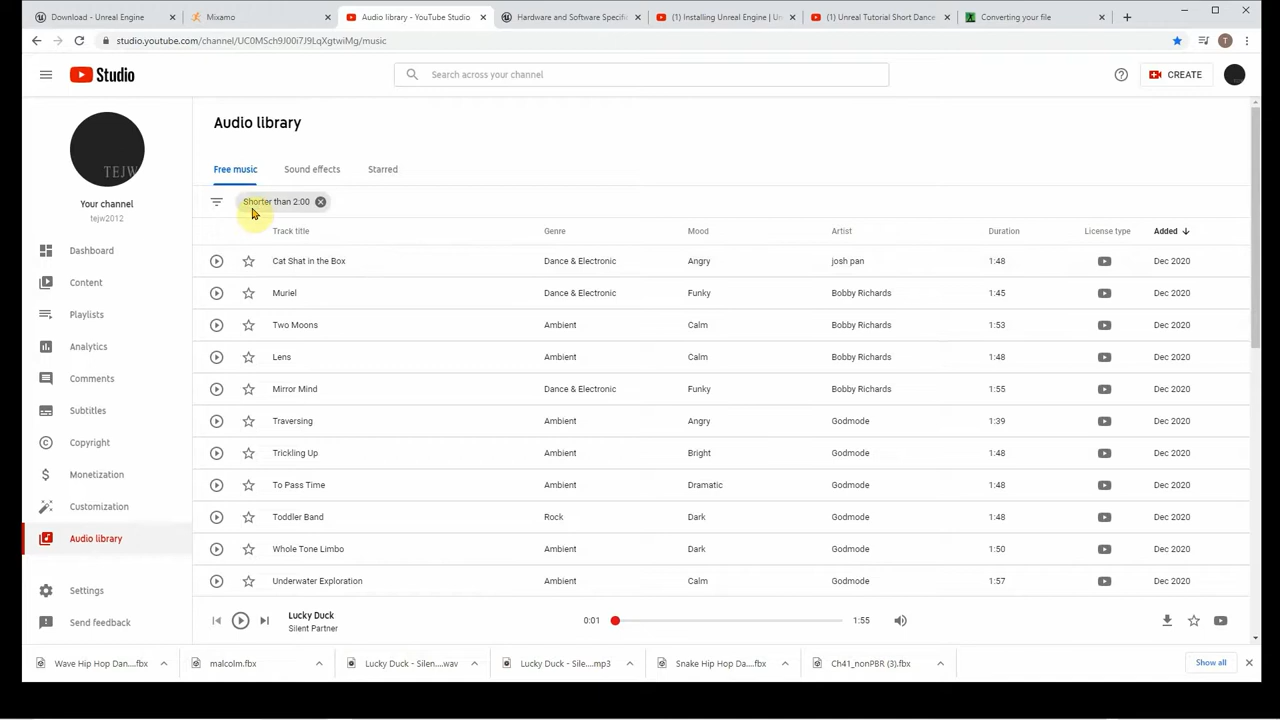 Download - Unreal Engine
Mixamo
Audio library - YouTube Studio
Hardware and Software Specific
(1) Installing Unreal Engine | Un
(1) Unreal Tutorial Short Dance
Converting your file
studio.youtube.com/channel/UC0MSch9J00i7J9LqXgtwiMg/music
T
Studio
Search across your channel
CREATE
TEJW
Your channel
tejw2012
Dashboard
Content
Playlists
Analytics
Comments
Subtitles
Copyright
Monetization
Customization
Audio library
Settings
Send feedback
Audio library
Free music Sound effects Starred
Shorter than 2:00
Track title Genre Mood Artist Duration License type Added
Cat Shat in the Box Dance & Electronic Angry josh pan 1:48 Dec 2020
Muriel Dance & Electronic Funky Bobby Richards 1:45 Dec 2020
Two Moons Ambient Calm Bobby Richards 1:53 Dec 2020
Lens Ambient Calm Bobby Richards 1:48 Dec 2020
Mirror Mind Dance & Electronic Funky Bobby Richards 1:55 Dec 2020
Traversing Ambient Angry Godmode 1:39 Dec 2020
Trickling Up Ambient Bright Godmode 1:48 Dec 2020
To Pass Time Ambient Dramatic Godmode 1:48 Dec 2020
Toddler Band Rock Dark Godmode 1:48 Dec 2020
Whole Tone Limbo Ambient Dark Godmode 1:50 Dec 2020
Underwater Exploration Ambient Calm Godmode 1:57 Dec 2020
Lucky Duck
Silent Partner
0:01 1:55
Wave Hip Hop Dan....fbx
malcolm.fbx
Lucky Duck - Silen....wav
Lucky Duck - Sile....mp3
Snake Hip Hop Da....fbx
Ch41_nonPBR (3).fbx
Show all